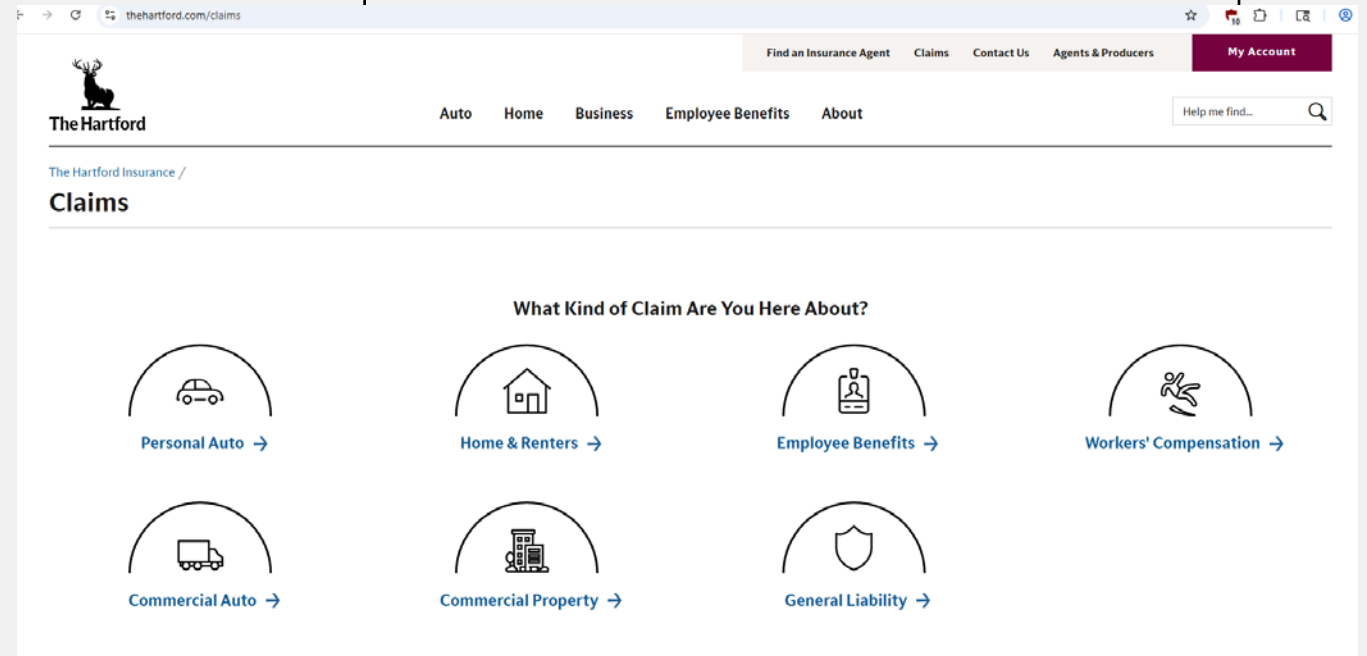 thehartford.com/claims
10
Find an Insurance Agent Claims Contact Us Agents & Producers My Account
The Hartford
Auto Home Business Employee Benefits About
Help me find...
The Hartford Insurance /
Claims
What Kind of Claim Are You Here About?
Personal Auto → Home & Renters → Employee Benefits → Workers' Compensation →
Commercial Auto → Commercial Property → General Liability →